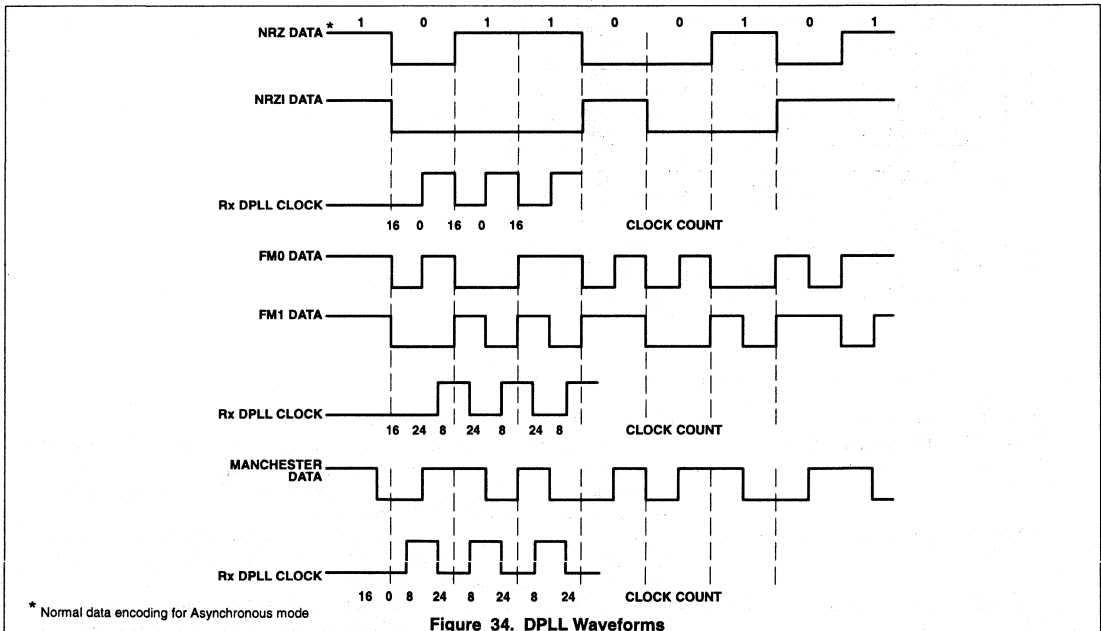 1 0 1 1 0 0 1 0 1
NRZ DATA *
NRZI DATA
Rx DPLL CLOCK
16 0 16 0 16 CLOCK COUNT
FM0 DATA
FM1 DATA
Rx DPLL CLOCK
16 24 8 24 8 24 8 CLOCK COUNT
MANCHESTER
DATA
Rx DPLL CLOCK
16 0 8 24 8 24 8 24 CLOCK COUNT
* Normal data encoding for Asynchronous mode
Figure 34. DPLL Waveforms